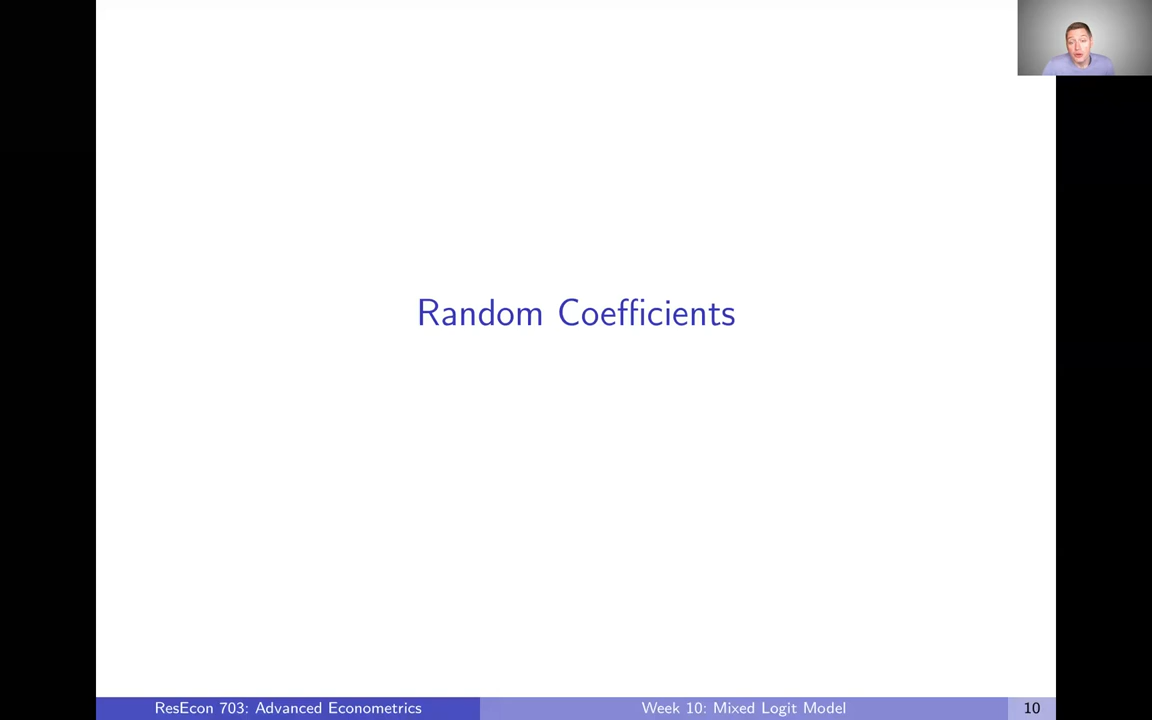 Random Coefficients
ResEcon 703: Advanced Econometrics
Week 10: Mixed Logit Model
10